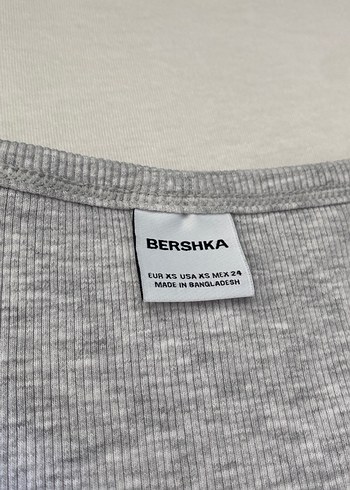 BERSHKA
EUR XS USA XS MEX 24
MADE IN BANGLADESH